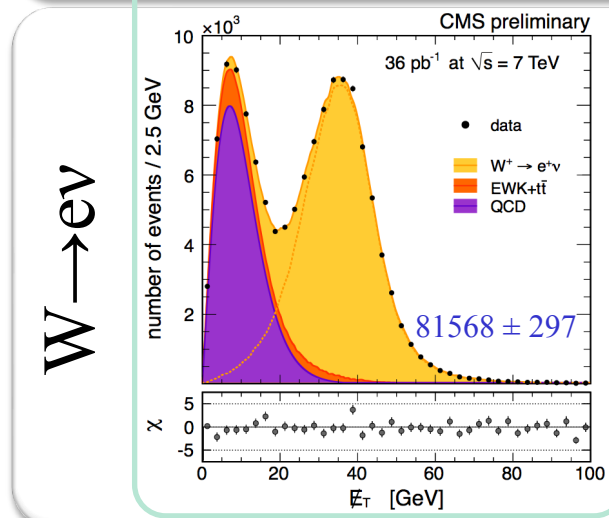 W → eν
CMS preliminary
×10³
36 pb⁻¹ at √s = 7 TeV
data
W⁺ → e⁺ν
EWK+tt̄
QCD
number of events / 2.5 GeV
10
8
6
4
2
81568 ± 297
χ
5
0
-5
0 20 40 60 80 100
E̸_T [GeV]